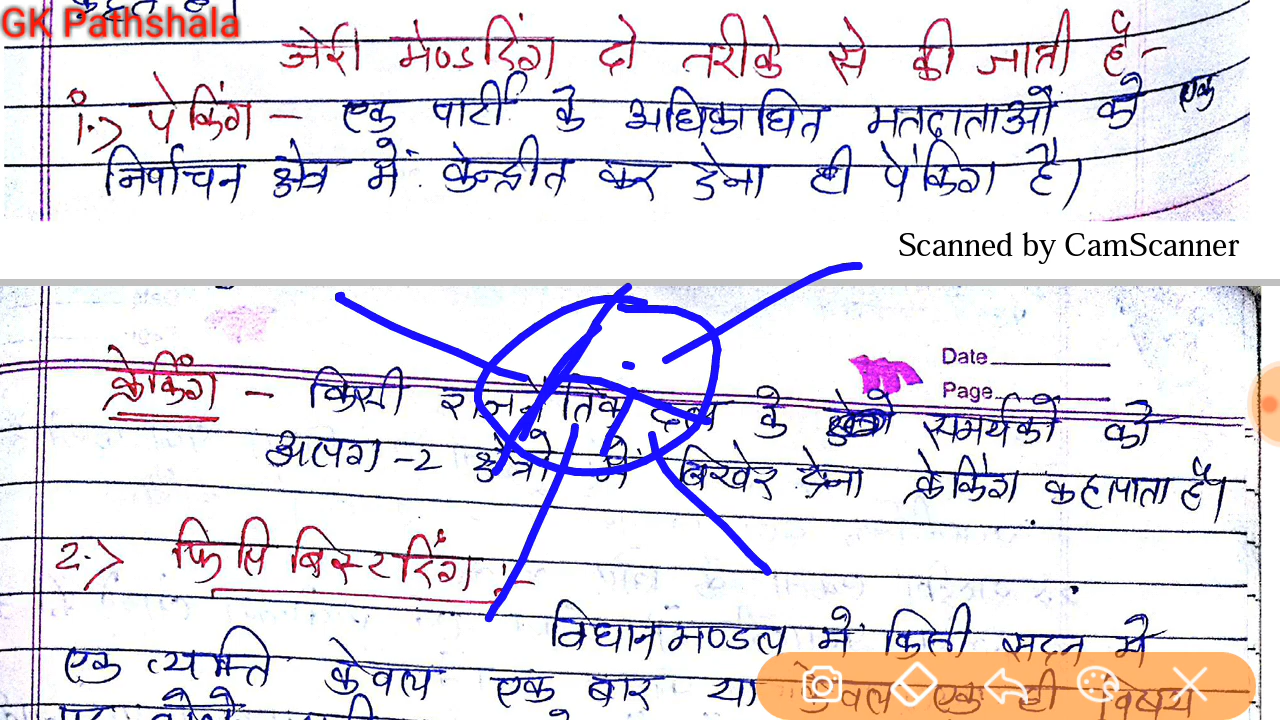 GK Pathshala
जेरी मेण्डरिंग दो तरीके से की जाती है -
i.> पेकिंग - एक पार्टी के अधिकाधित मतदाताओं को एक
निर्वाचन क्षेत्र में केन्द्रीत कर देना ही पेकिंग है।
Scanned by CamScanner
Date
Page
क्रेकिंग - किसी राजनैतिक दल के समर्थकों को
अलग-2 क्षेत्रों में बिखेर देना क्रेकिंग कहलाता है।
2.> फिलिबिस्टरिंग :-
विधानमण्डल में किसी सदन में
एक व्यक्ति केवल एक बार या केवल एक ही विषय